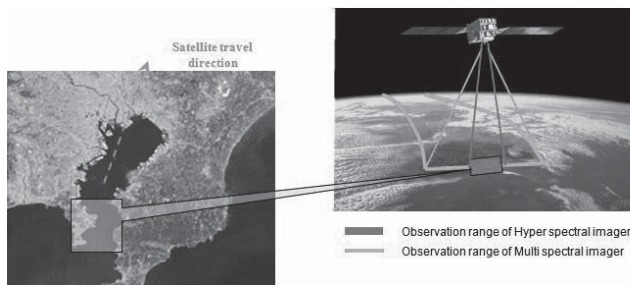 Satellite travel
direction
Observation range of Hyper spectral imager
Observation range of Multi spectral imager